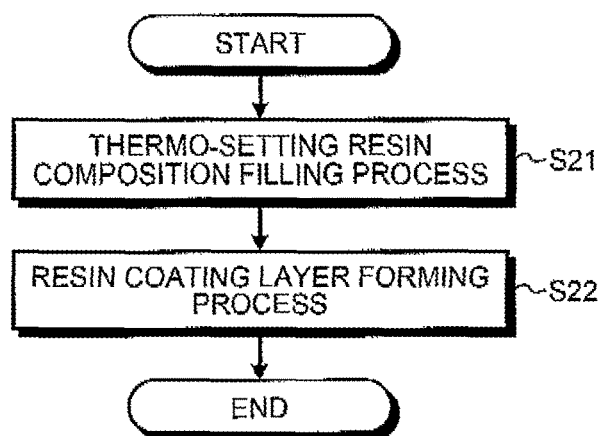 START
THERMO-SETTING RESIN
COMPOSITION FILLING PROCESS
S21
RESIN COATING LAYER FORMING
PROCESS
S22
END